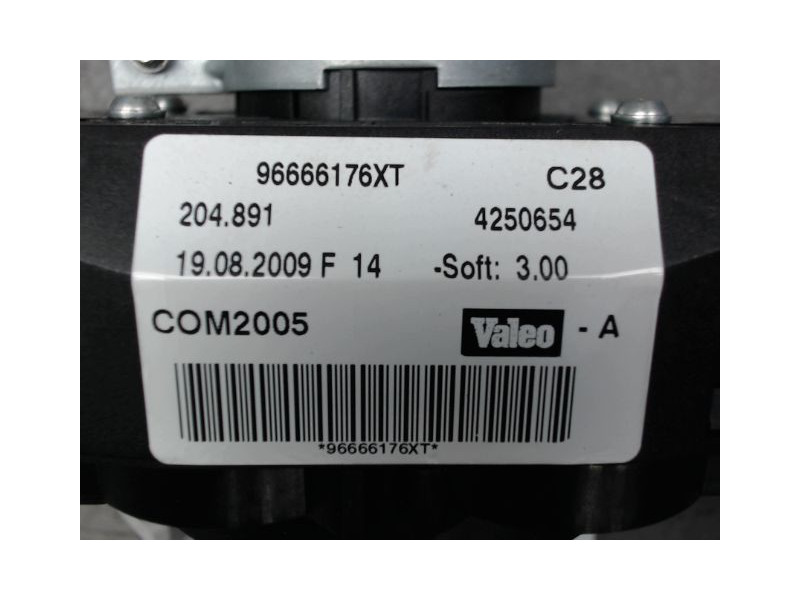 96666176XT C28
204.891 4250654
19.08.2009 F 14 -Soft: 3.00
COM2005 Valeo - A
*96666176XT*